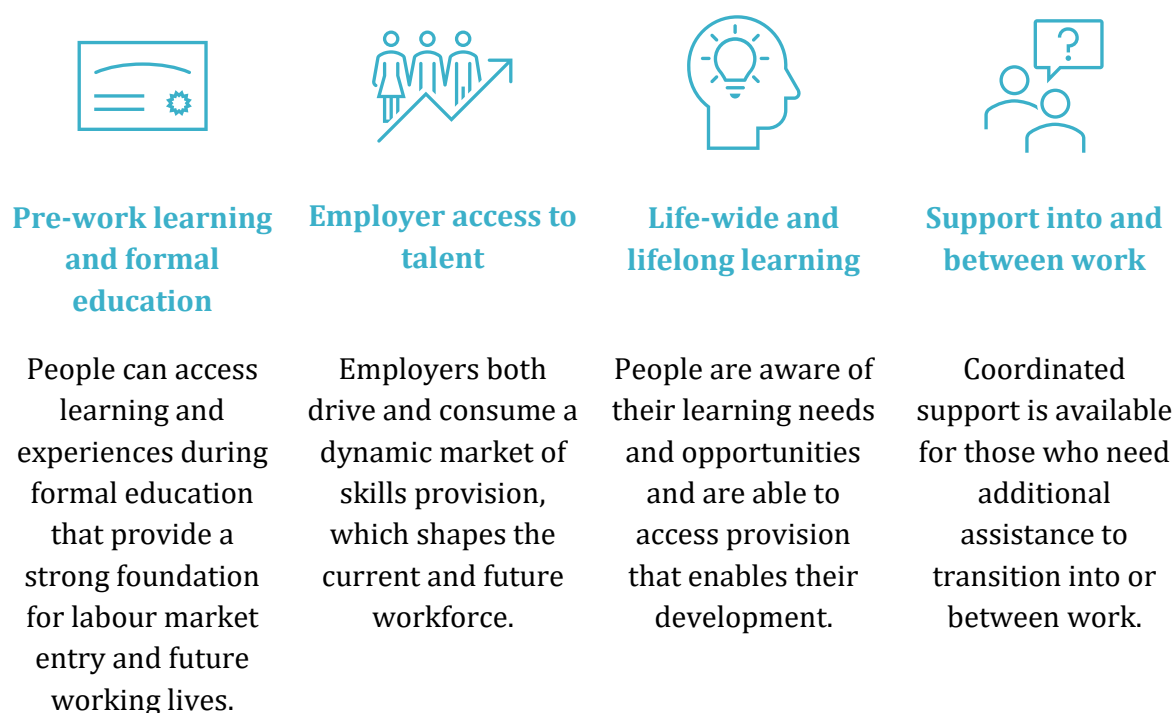 ?
Pre-work learning
and formal
education
People can access
learning and
experiences during
formal education
that provide a
strong foundation
for labour market
entry and future
working lives.
Employer access to
talent
Employers both
drive and consume a
dynamic market of
skills provision,
which shapes the
current and future
workforce.
Life-wide and
lifelong learning
People are aware of
their learning needs
and opportunities
and are able to
access provision
that enables their
development.
Support into and
between work
Coordinated
support is available
for those who need
additional
assistance to
transition into or
between work.